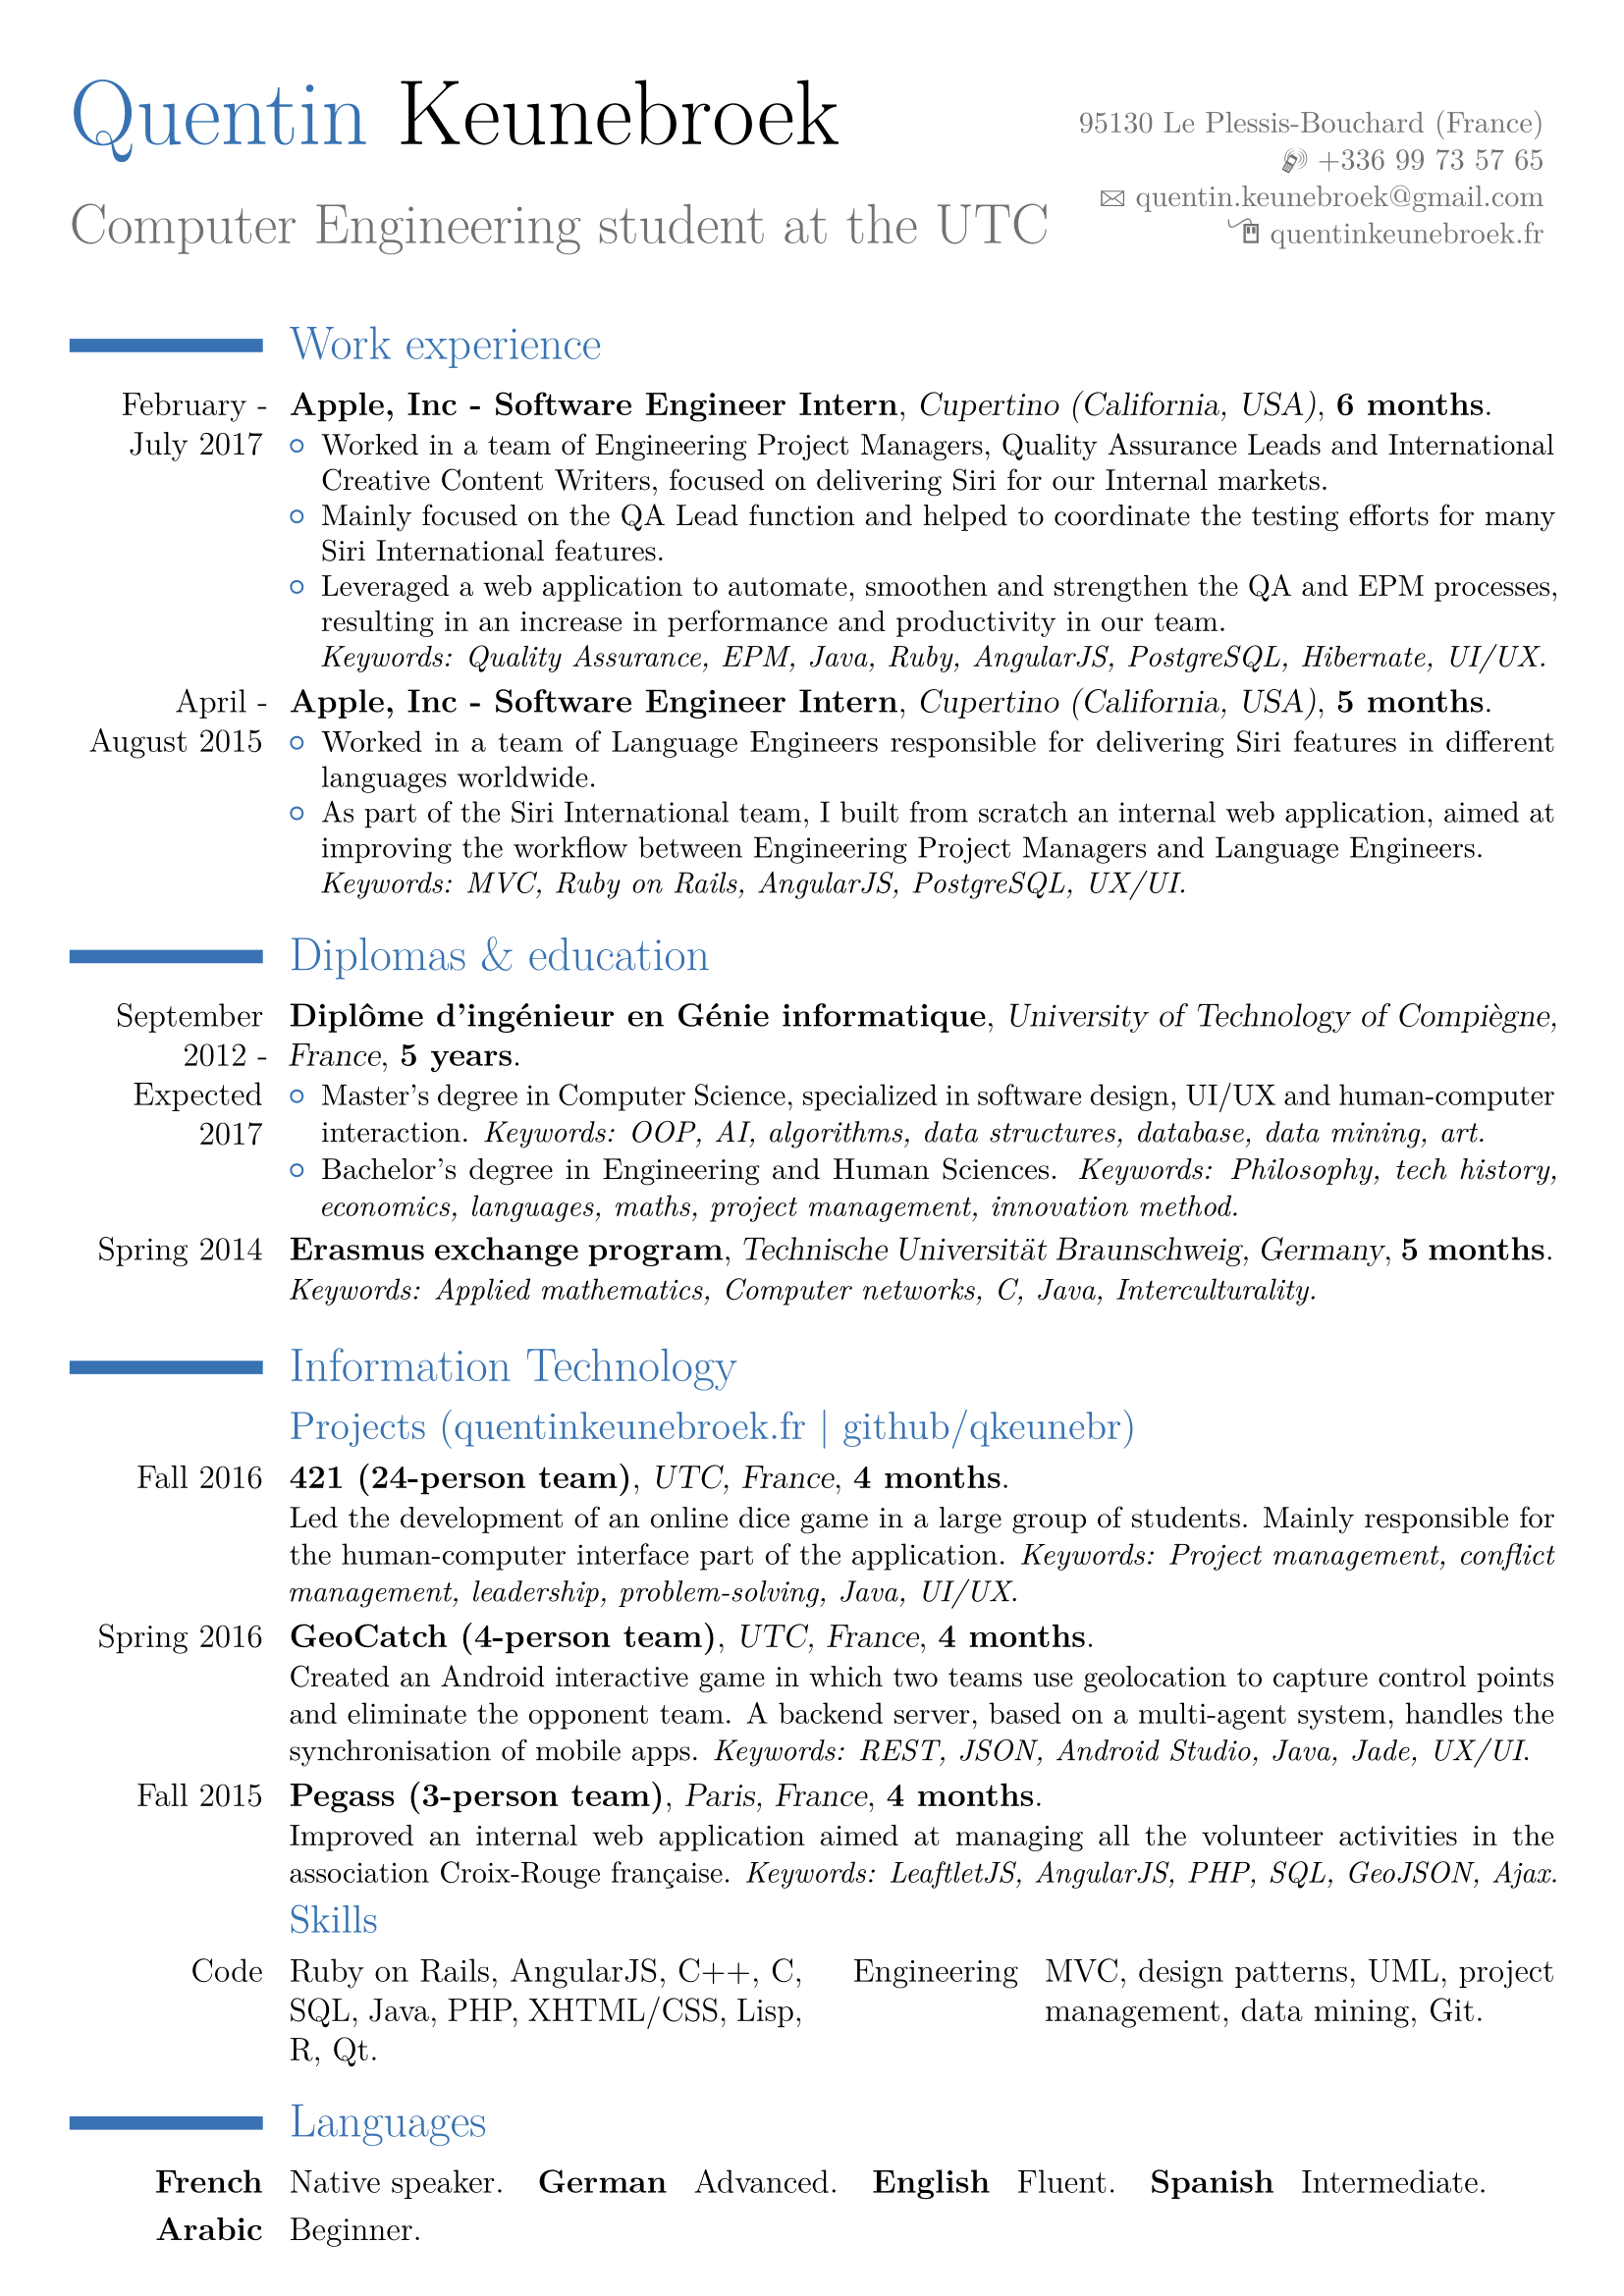 Quentin Keunebroek
Computer Engineering student at the UTC
95130 Le Plessis-Bouchard (France)
+336 99 73 57 65
quentin.keunebroek@gmail.com
quentinkeunebroek.fr
Work experience
February - Apple, Inc - Software Engineer Intern, Cupertino (California, USA), 6 months.
July 2017 Worked in a team of Engineering Project Managers, Quality Assurance Leads and International
Creative Content Writers, focused on delivering Siri for our Internal markets.
Mainly focused on the QA Lead function and helped to coordinate the testing efforts for many
Siri International features.
Leveraged a web application to automate, smoothen and strengthen the QA and EPM processes,
resulting in an increase in performance and productivity in our team.
Keywords: Quality Assurance, EPM, Java, Ruby, AngularJS, PostgreSQL, Hibernate, UI/UX.
April - Apple, Inc - Software Engineer Intern, Cupertino (California, USA), 5 months.
August 2015 Worked in a team of Language Engineers responsible for delivering Siri features in different
languages worldwide.
As part of the Siri International team, I built from scratch an internal web application, aimed at
improving the workflow between Engineering Project Managers and Language Engineers.
Keywords: MVC, Ruby on Rails, AngularJS, PostgreSQL, UX/UI.
Diplomas & education
September Diplôme d'ingénieur en Génie informatique, University of Technology of Compiègne,
2012 - France, 5 years.
Expected Master's degree in Computer Science, specialized in software design, UI/UX and human-computer
2017 interaction. Keywords: OOP, AI, algorithms, data structures, database, data mining, art.
Bachelor's degree in Engineering and Human Sciences. Keywords: Philosophy, tech history,
economics, languages, maths, project management, innovation method.
Spring 2014 Erasmus exchange program, Technische Universität Braunschweig, Germany, 5 months.
Keywords: Applied mathematics, Computer networks, C, Java, Interculturality.
Information Technology
Projects (quentinkeunebroek.fr | github/qkeunebr)
Fall 2016 421 (24-person team), UTC, France, 4 months.
Led the development of an online dice game in a large group of students. Mainly responsible for
the human-computer interface part of the application. Keywords: Project management, conflict
management, leadership, problem-solving, Java, UI/UX.
Spring 2016 GeoCatch (4-person team), UTC, France, 4 months.
Created an Android interactive game in which two teams use geolocation to capture control points
and eliminate the opponent team. A backend server, based on a multi-agent system, handles the
synchronisation of mobile apps. Keywords: REST, JSON, Android Studio, Java, Jade, UX/UI.
Fall 2015 Pegass (3-person team), Paris, France, 4 months.
Improved an internal web application aimed at managing all the volunteer activities in the
association Croix-Rouge française. Keywords: LeaftletJS, AngularJS, PHP, SQL, GeoJSON, Ajax.
Skills
Code Ruby on Rails, AngularJS, C++, C, Engineering MVC, design patterns, UML, project
SQL, Java, PHP, XHTML/CSS, Lisp, management, data mining, Git.
R, Qt.
Languages
French Native speaker. German Advanced. English Fluent. Spanish Intermediate.
Arabic Beginner.